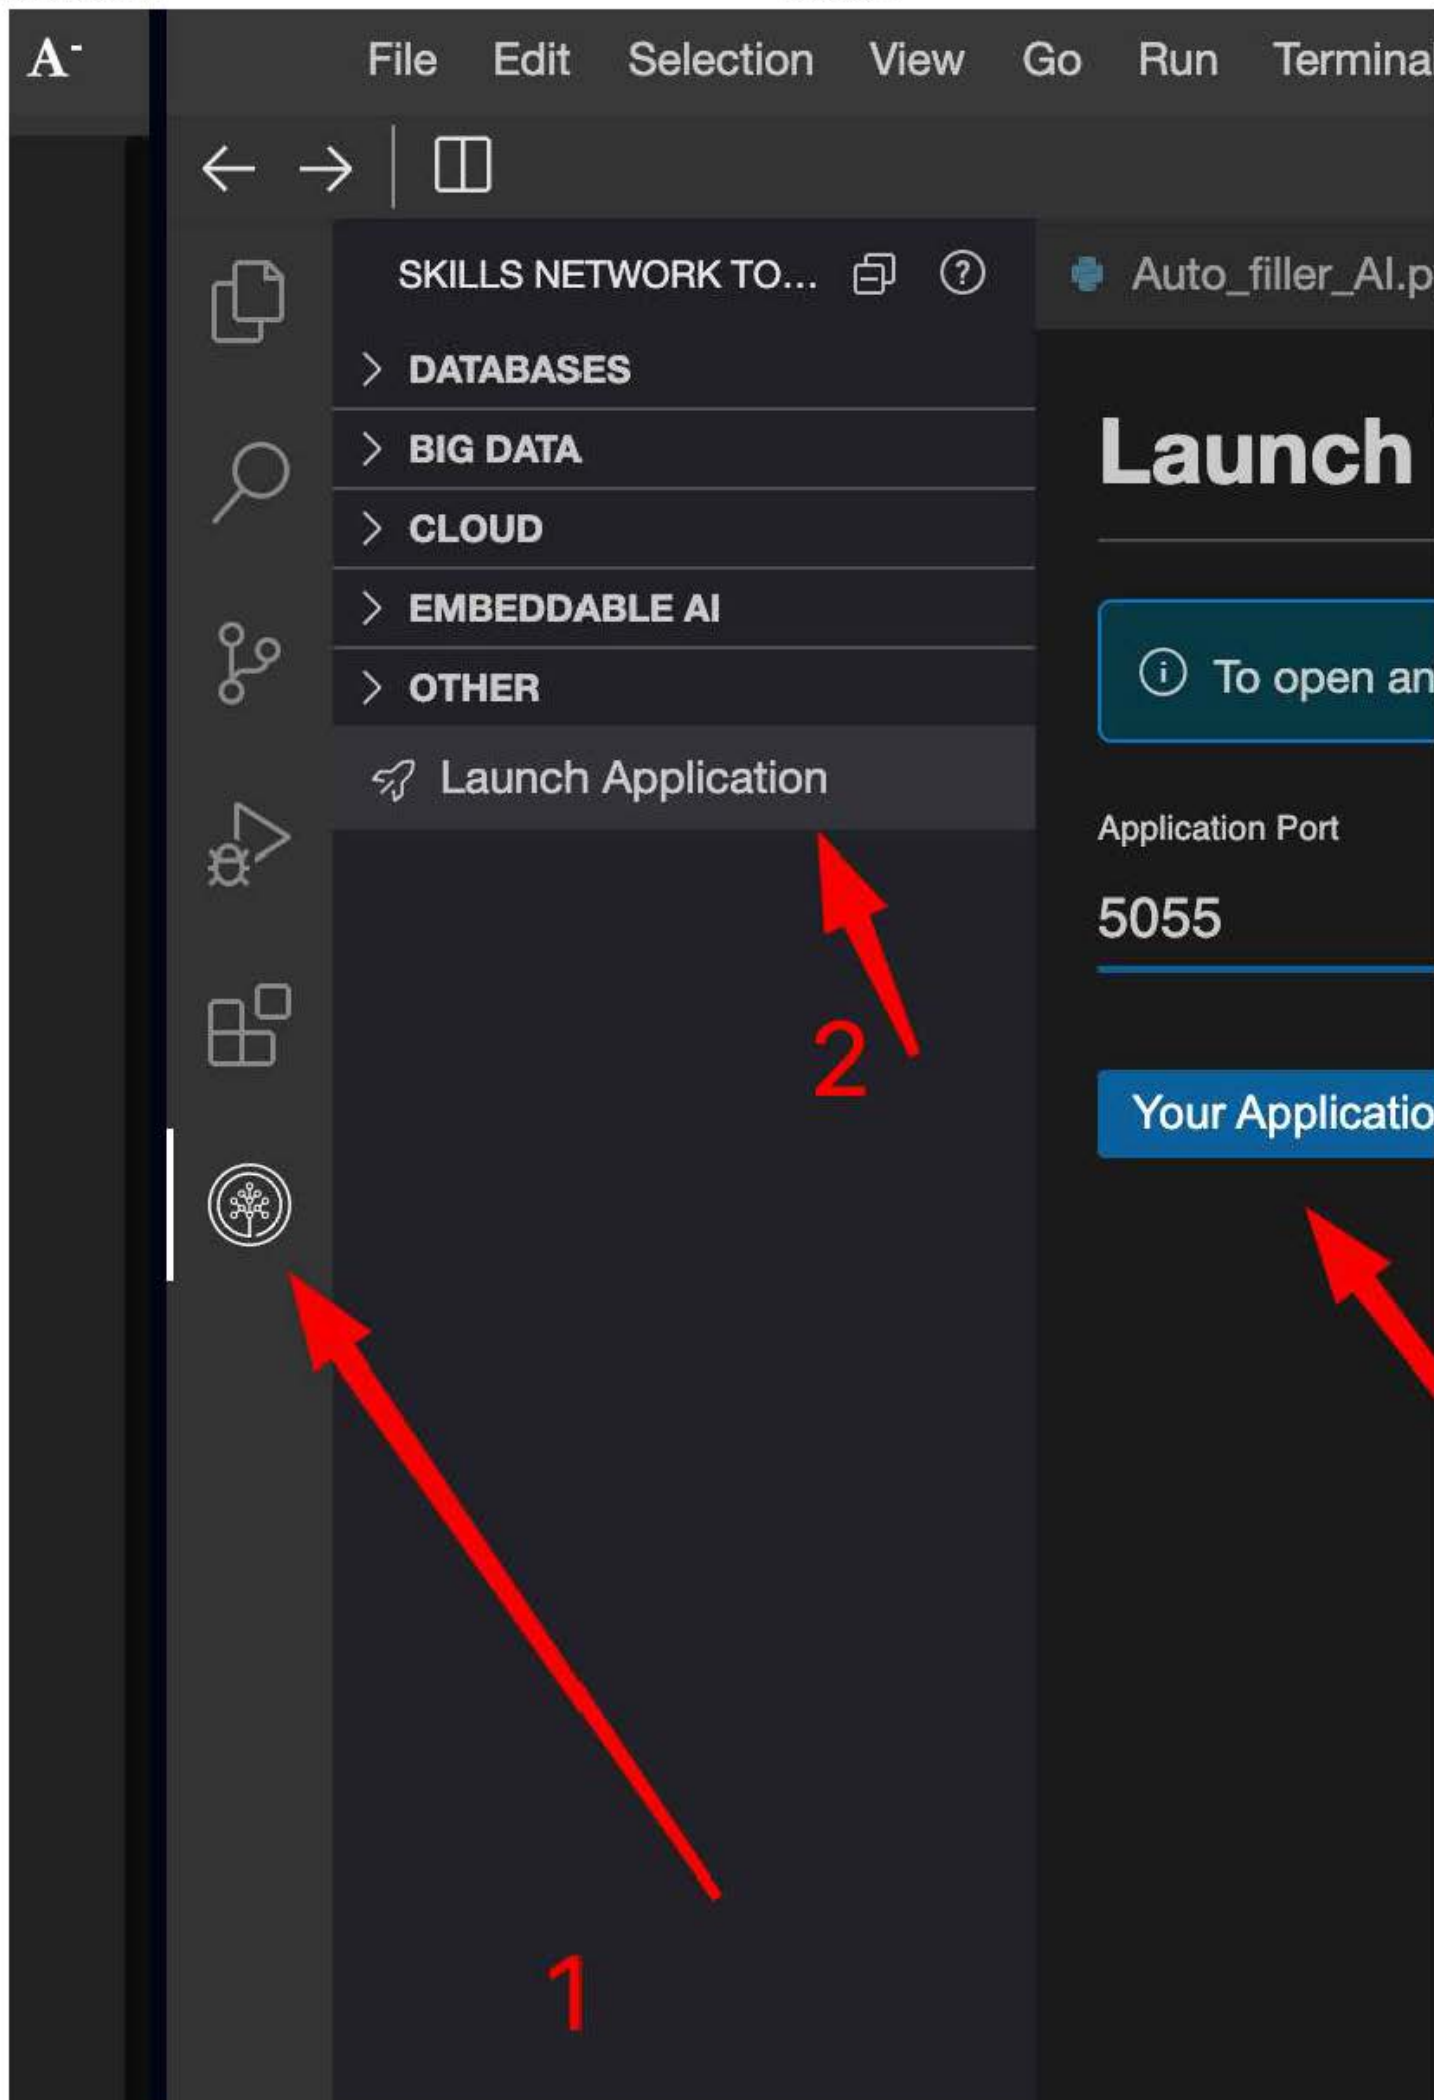 A-
File Edit Selection View Go Run Termina
SKILLS NETWORK TO...
Auto_filler_AI.p
DATABASES
BIG DATA
CLOUD
EMBEDDABLE AI
OTHER
Launch Application
Launch
To open an
Application Port
5055
Your Applicatio
2
1